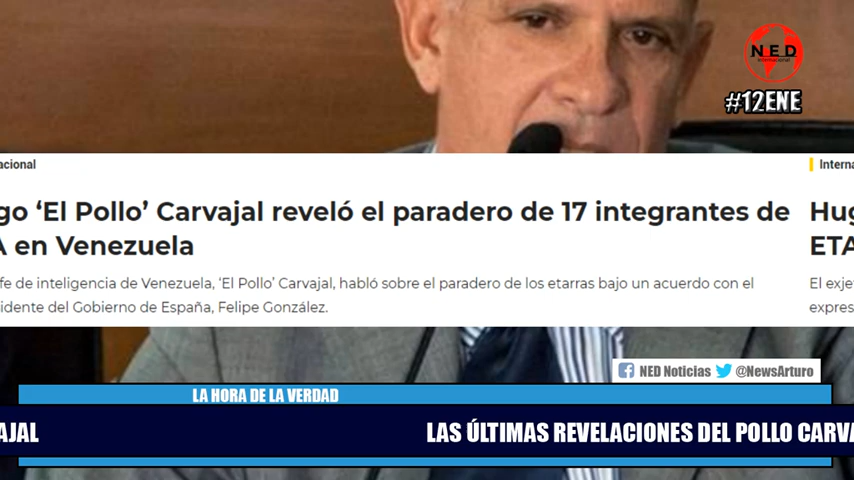 NED
Internacional
#12ENE
acional
go ‘El Pollo’ Carvajal reveló el paradero de 17 integrantes de
A en Venezuela
fe de inteligencia de Venezuela, ‘El Pollo’ Carvajal, habló sobre el paradero de los etarras bajo un acuerdo con el
idente del Gobierno de España, Felipe González.
Interna
Hug
ETA
El exjef
expres
NED Noticias @NewsArturo
LA HORA DE LA VERDAD
AJAL LAS ÚLTIMAS REVELACIONES DEL POLLO CARVA